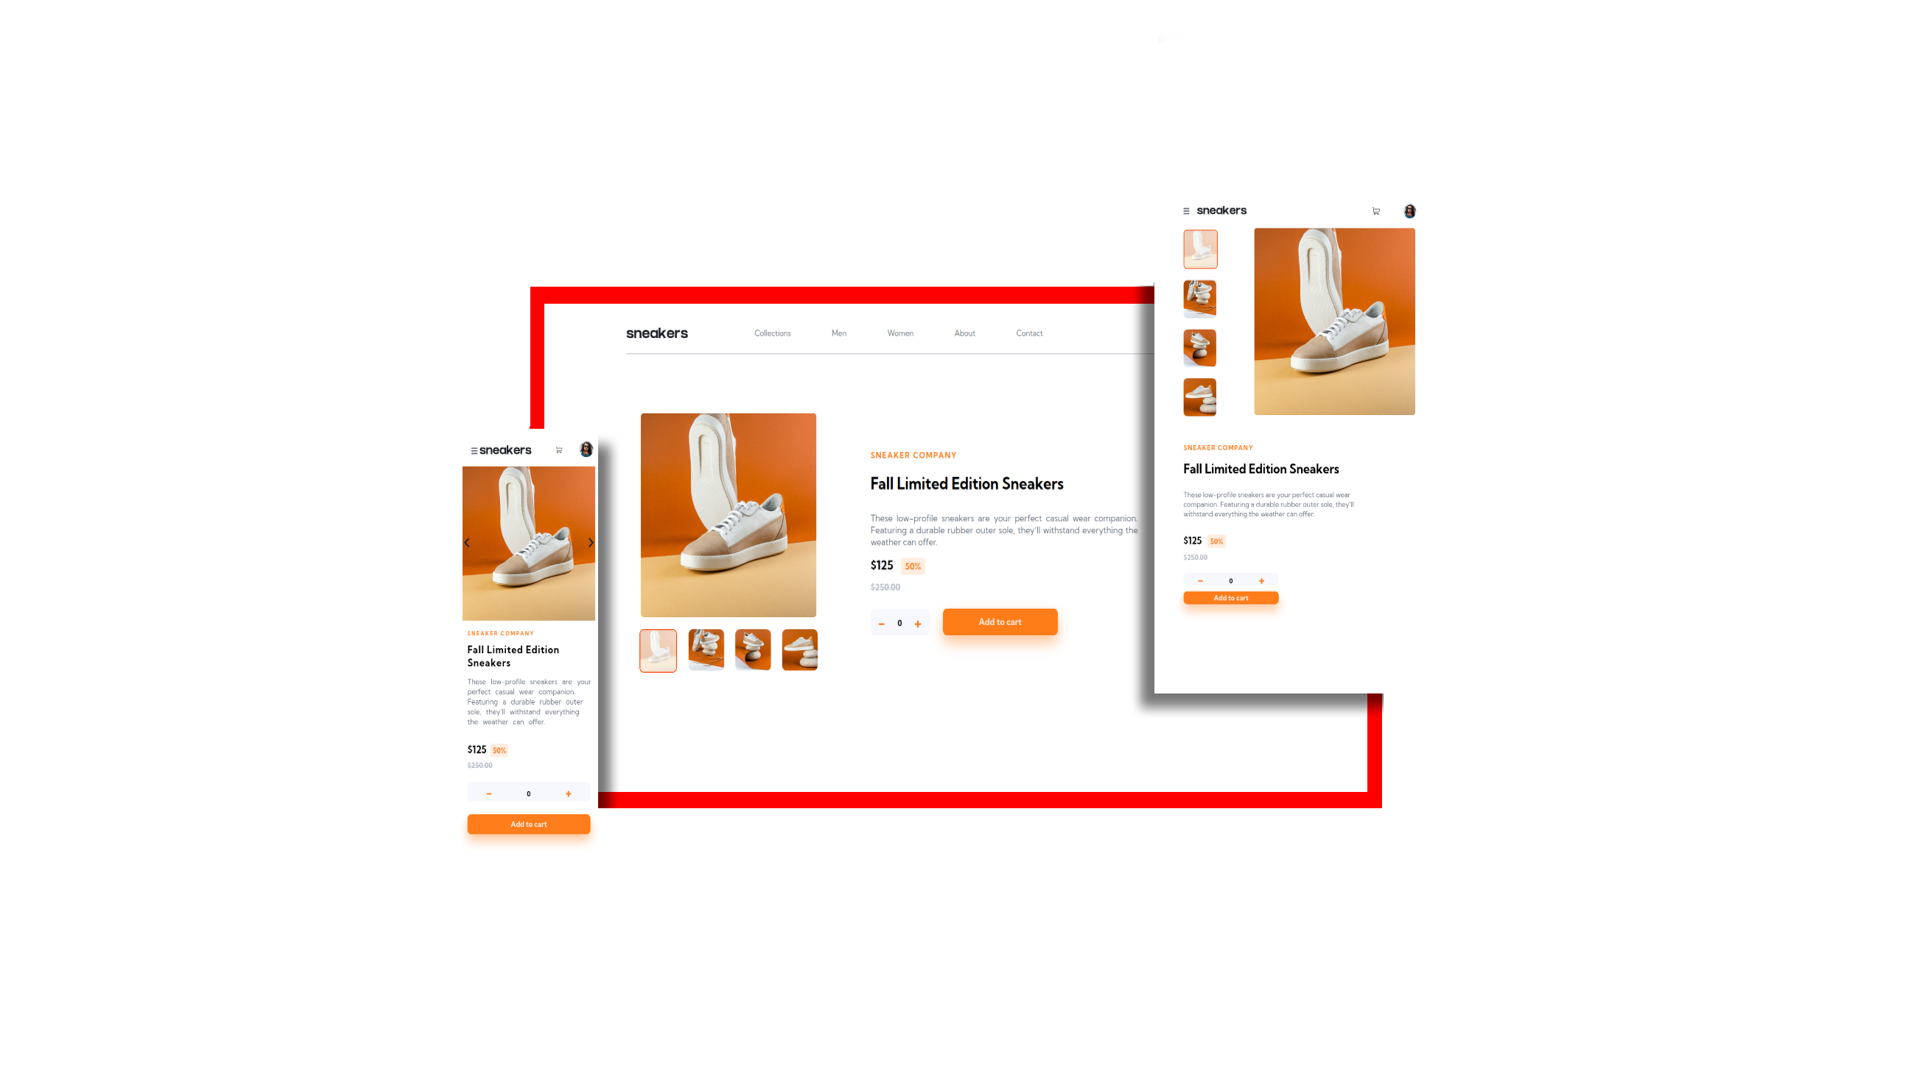 sneakers
Collections
Men
Women
About
Contact
SNEAKER COMPANY
Fall Limited Edition Sneakers
These low-profile sneakers are your perfect casual wear companion.
Featuring a durable rubber outer sole, they'll withstand everything the
weather can offer.
$125 50%
$250.00
− 0 +
Add to cart
sneakers
SNEAKER COMPANY
Fall Limited Edition
Sneakers
These low-profile sneakers are your
perfect casual wear companion.
Featuring a durable rubber outer
sole, they'll withstand everything
the weather can offer.
$125 50%
$250.00
− 0 +
Add to cart
sneakers
SNEAKER COMPANY
Fall Limited Edition Sneakers
These low-profile sneakers are your perfect casual wear
companion. Featuring a durable rubber outer sole, they'll
withstand everything the weather can offer.
$125 50%
$250.00
− 0 +
Add to cart